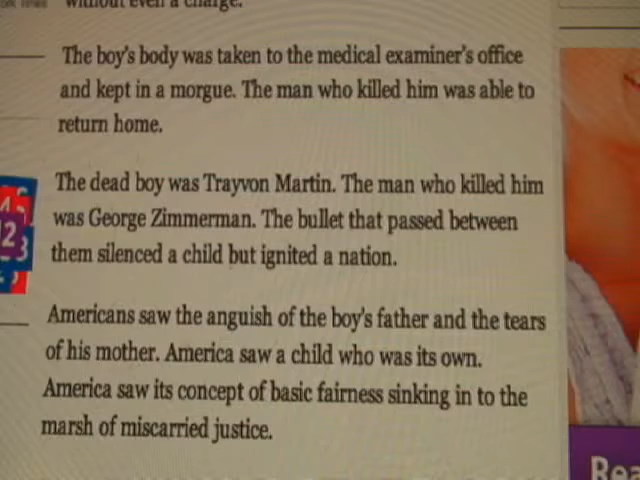 without even a charge.
The boy's body was taken to the medical examiner's office
and kept in a morgue. The man who killed him was able to
return home.
The dead boy was Trayvon Martin. The man who killed him
was George Zimmerman. The bullet that passed between
them silenced a child but ignited a nation.
Americans saw the anguish of the boy's father and the tears
of his mother. America saw a child who was its own.
America saw its concept of basic fairness sinking in to the
marsh of miscarried justice.